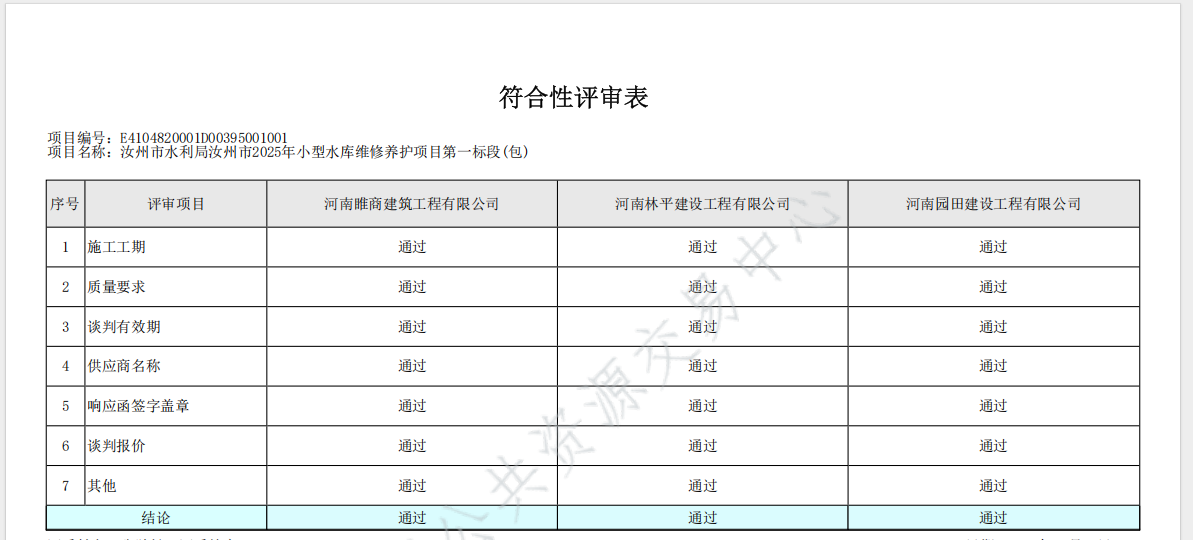 符合性评审表
项目编号：E4104820001D00395001001
项目名称：汝州市水利局汝州市2025年小型水库维修养护项目第一标段(包)
序号 评审项目 河南睢商建筑工程有限公司 河南林平建设工程有限公司 河南园田建设工程有限公司
1 施工工期 通过 通过 通过
2 质量要求 通过 通过 通过
3 谈判有效期 通过 通过 通过
4 供应商名称 通过 通过 通过
5 响应函签字盖章 通过 通过 通过
6 谈判报价 通过 通过 通过
7 其他 通过 通过 通过
结论 通过 通过 通过
公共资源交易中心